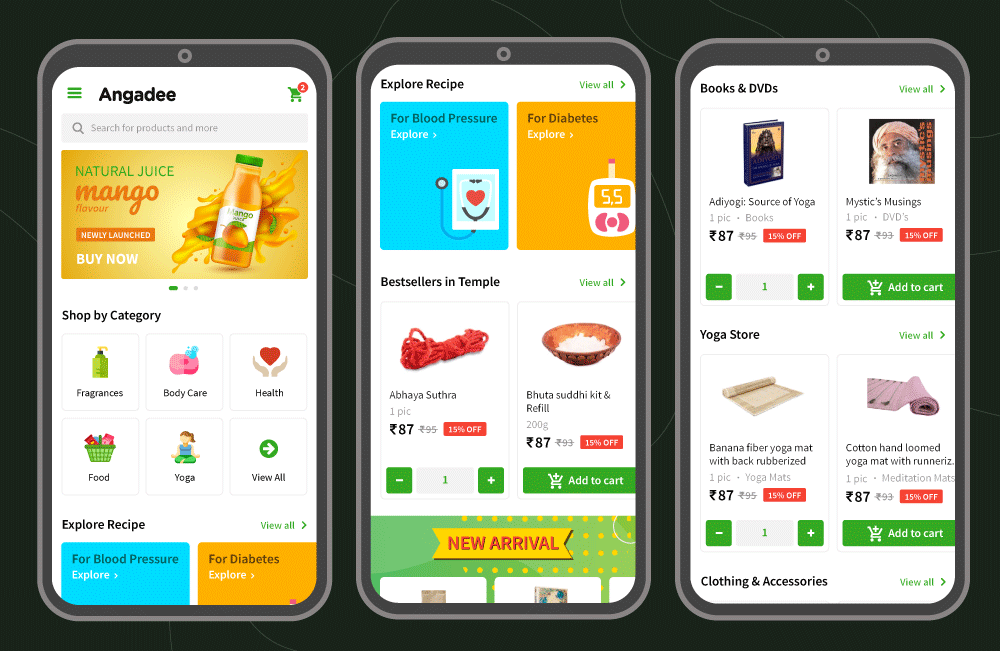 Angadee
2
Search for products and more
NATURAL JUICE
mango
flavour
NEWLY LAUNCHED
BUY NOW
Mango
Shop by Category
Fragrances
Body Care
Health
Food
Yoga
View All
Explore Recipe
View all
For Blood Pressure
Explore
For Diabetes
Explore
Explore Recipe
View all
For Blood Pressure
Explore
For Diabetes
Explore
5,5
Bestsellers in Temple
View all
Abhaya Suthra
1 pic
₹87 ₹95 15% OFF
1
Bhuta suddhi kit &
Refill
200g
₹87 ₹93 15% OFF
Add to cart
NEW ARRIVAL
Books & DVDs
View all
Adiyogi: Source of Yoga
1 pic • Books
₹87 ₹95 15% OFF
1
mystic's
musings
Mystic's Musings
1 pic • DVD's
₹87 ₹93 15% OFF
Add to cart
Yoga Store
View all
Banana fiber yoga mat
with back rubberized
1 pic • Yoga Mats
₹87 ₹95 15% OFF
1
Cotton hand loomed
yoga mat with runneriz..
1 pic • Meditation Mats
₹87 ₹93 15% OFF
Add to cart
Clothing & Accessories
View all